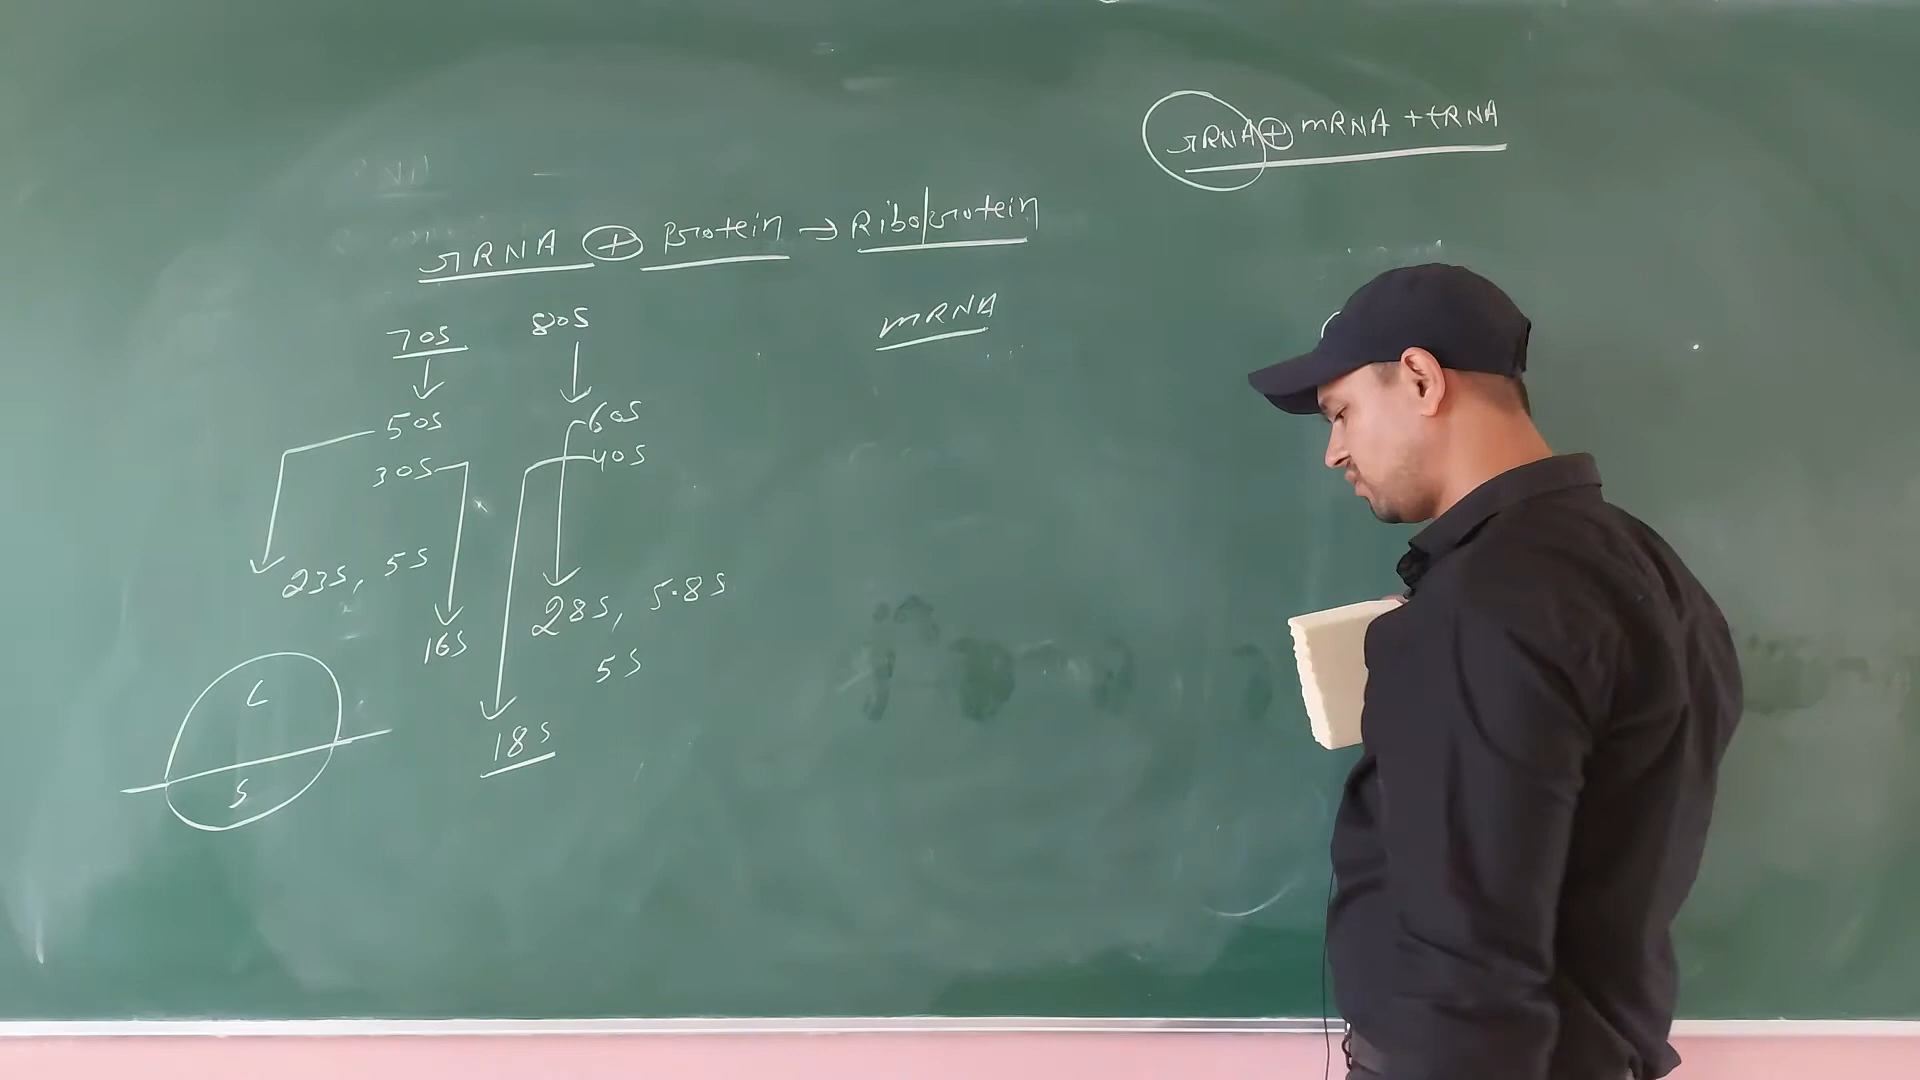 rRNA + mRNA + tRNA
rRNA + Protein → Riboprotein
mRNA
70S 80S
50S 60S
30S 40S
23S, 5S
16S
28S, 5.8S
5S
18S
L
S